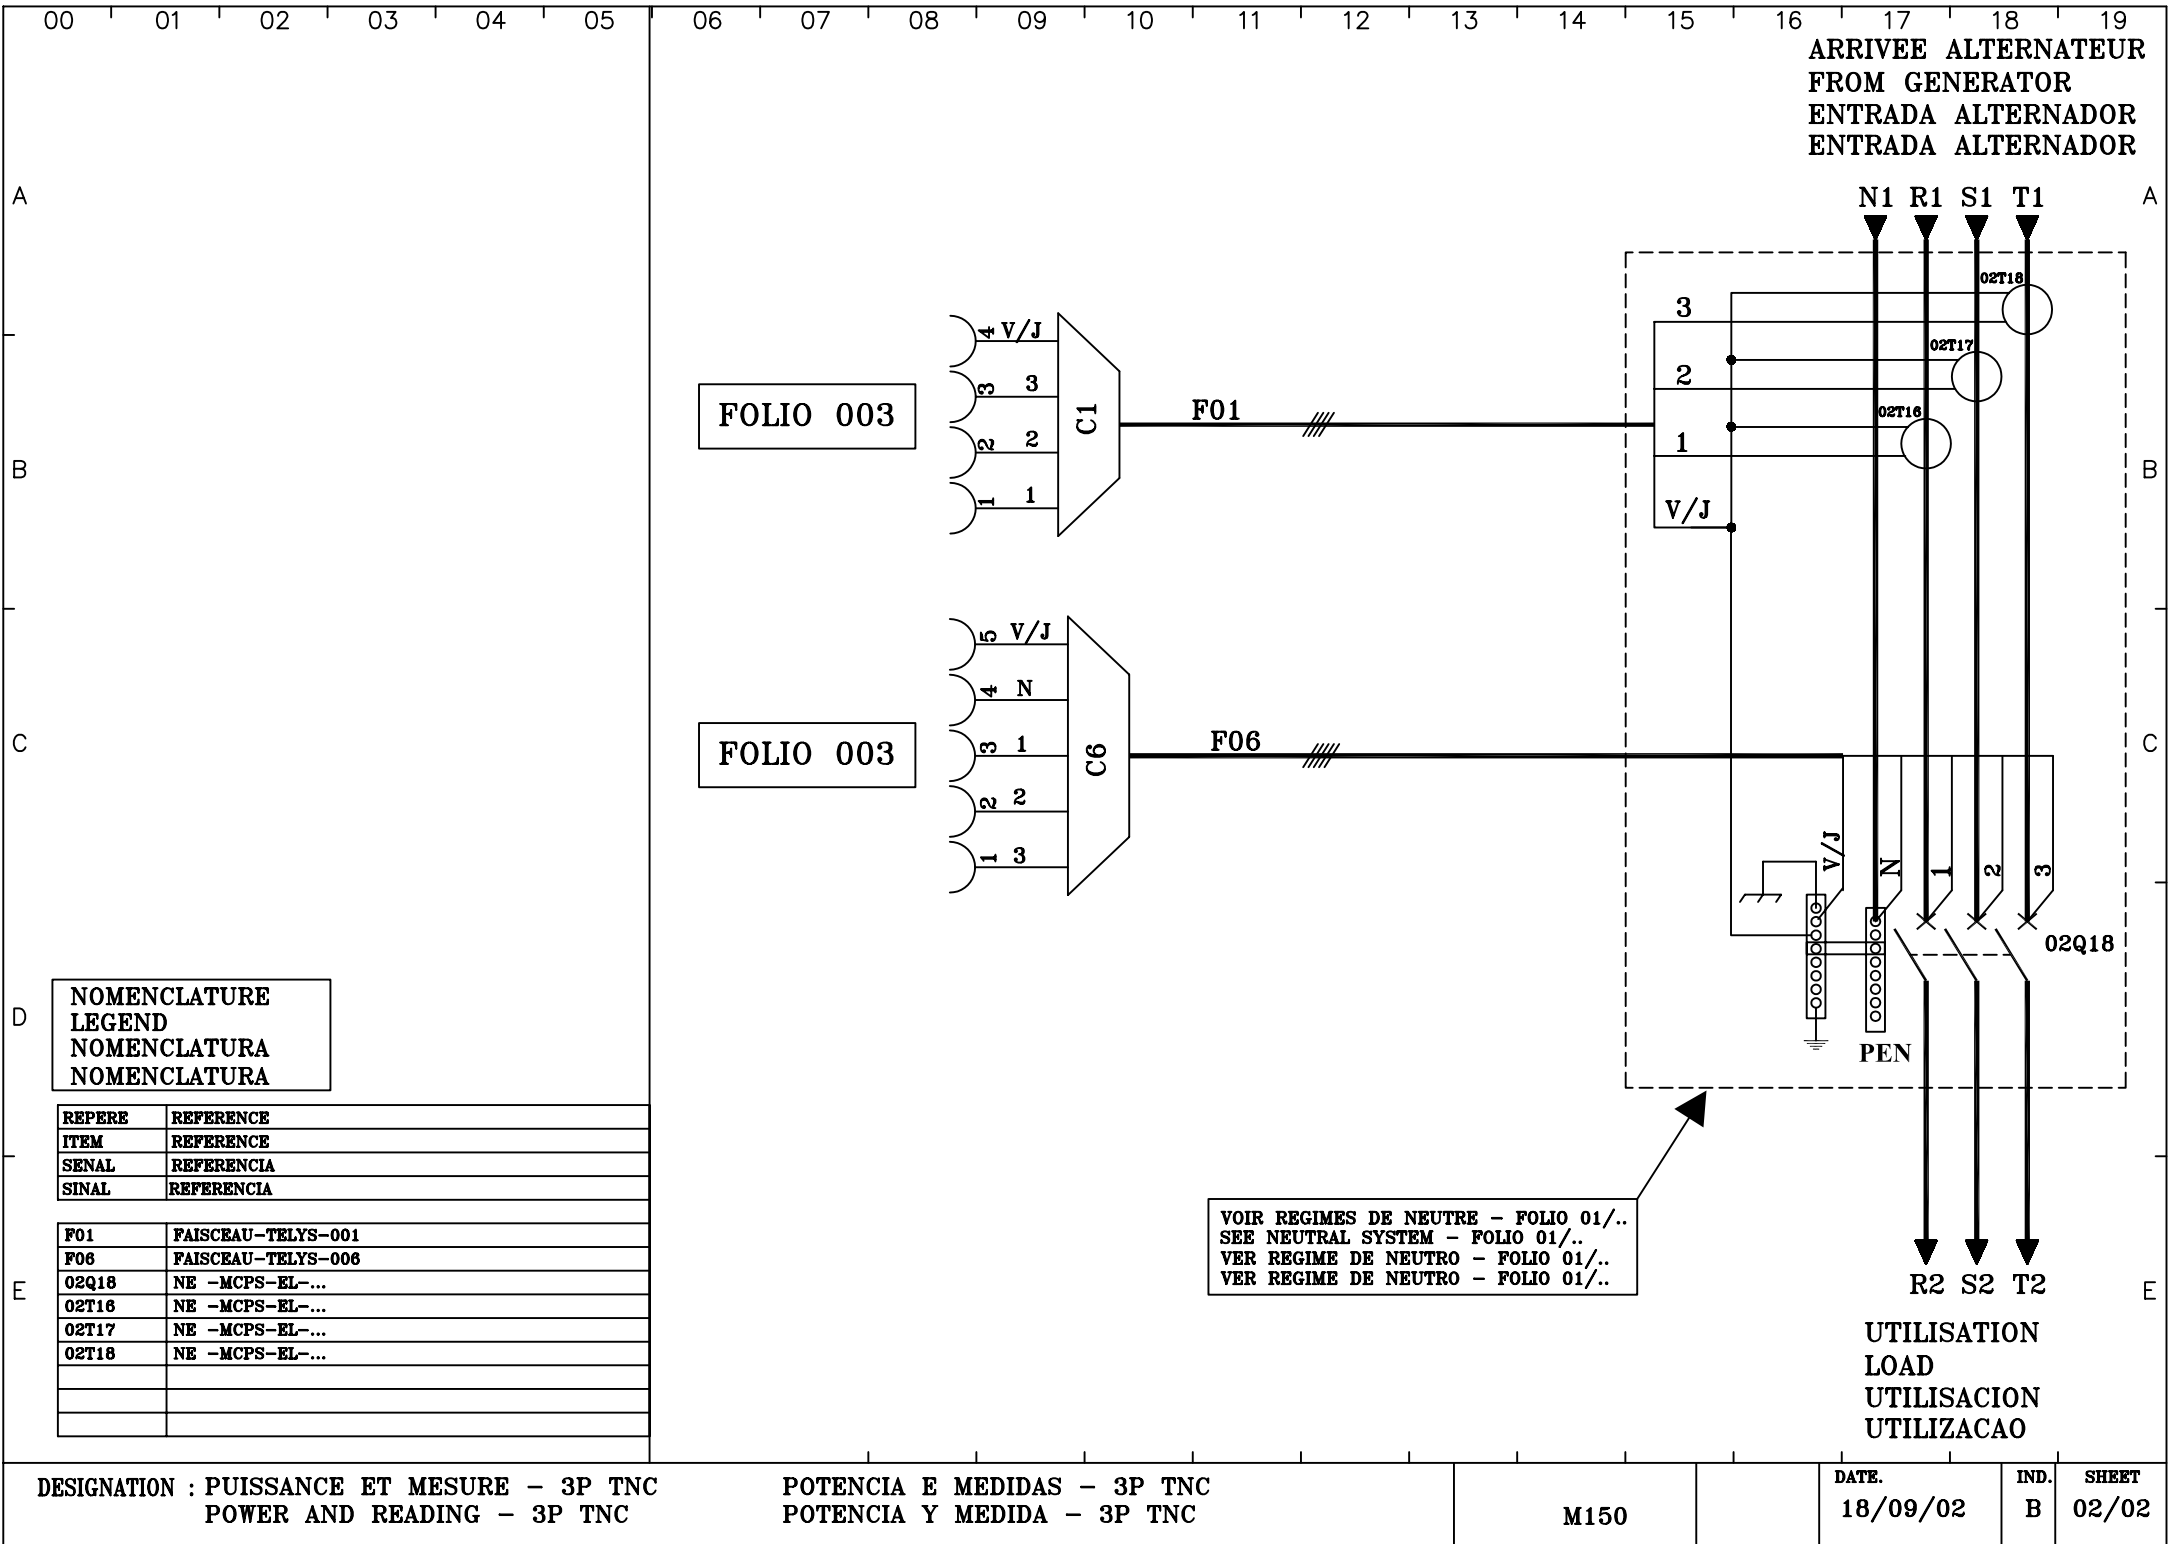 00 01 02 03 04 05 06 07 08 09 10 11 12 13 14 15 16 17 18 19
ARRIVEE ALTERNATEUR
FROM GENERATOR
ENTRADA ALTERNADOR
ENTRADA ALTERNADOR
A
N1 R1 S1 T1
A
02T18
3
02T17
2
02T16
1
V/J
4 V/J
3 3
2 2
1 1
FOLIO 003
C1
F01
B
B
5 V/J
4 N
3 1
2 2
1 3
FOLIO 003
C6
F06
C
C
V/J
N
1
2
3
02Q18
PEN
D
NOMENCLATURE
LEGEND
NOMENCLATURA
NOMENCLATURA
REPERE REFERENCE
ITEM REFERENCE
SENAL REFERENCIA
SINAL REFERENCIA
F01 FAISCEAU-TELYS-001
F06 FAISCEAU-TELYS-006
02Q18 NE -MCPS-EL-...
02T16 NE -MCPS-EL-...
02T17 NE -MCPS-EL-...
02T18 NE -MCPS-EL-...
VOIR REGIMES DE NEUTRE - FOLIO 01/..
SEE NEUTRAL SYSTEM - FOLIO 01/..
VER REGIME DE NEUTRO - FOLIO 01/..
VER REGIME DE NEUTRO - FOLIO 01/..
E
R2 S2 T2
E
UTILISATION
LOAD
UTILISACION
UTILIZACAO
DESIGNATION : PUISSANCE ET MESURE - 3P TNC
POWER AND READING - 3P TNC
POTENCIA E MEDIDAS - 3P TNC
POTENCIA Y MEDIDA - 3P TNC
M150
DATE.
18/09/02
IND.
B
SHEET
02/02